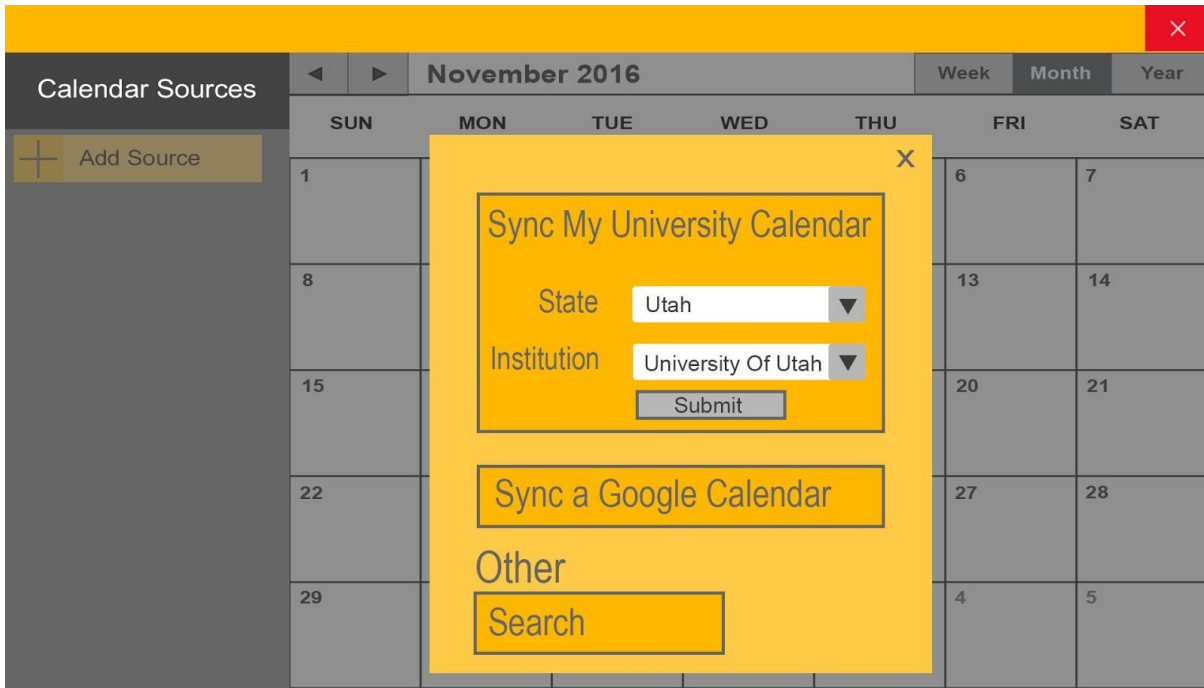 ×
Calendar Sources
November 2016
Week Month Year
SUN MON TUE WED THU FRI SAT
Add Source
X
1 6 7
Sync My University Calendar
8 13 14
State Utah
Institution University Of Utah
15 20 21
Submit
22 27 28
Sync a Google Calendar
Other
29 4 5
Search